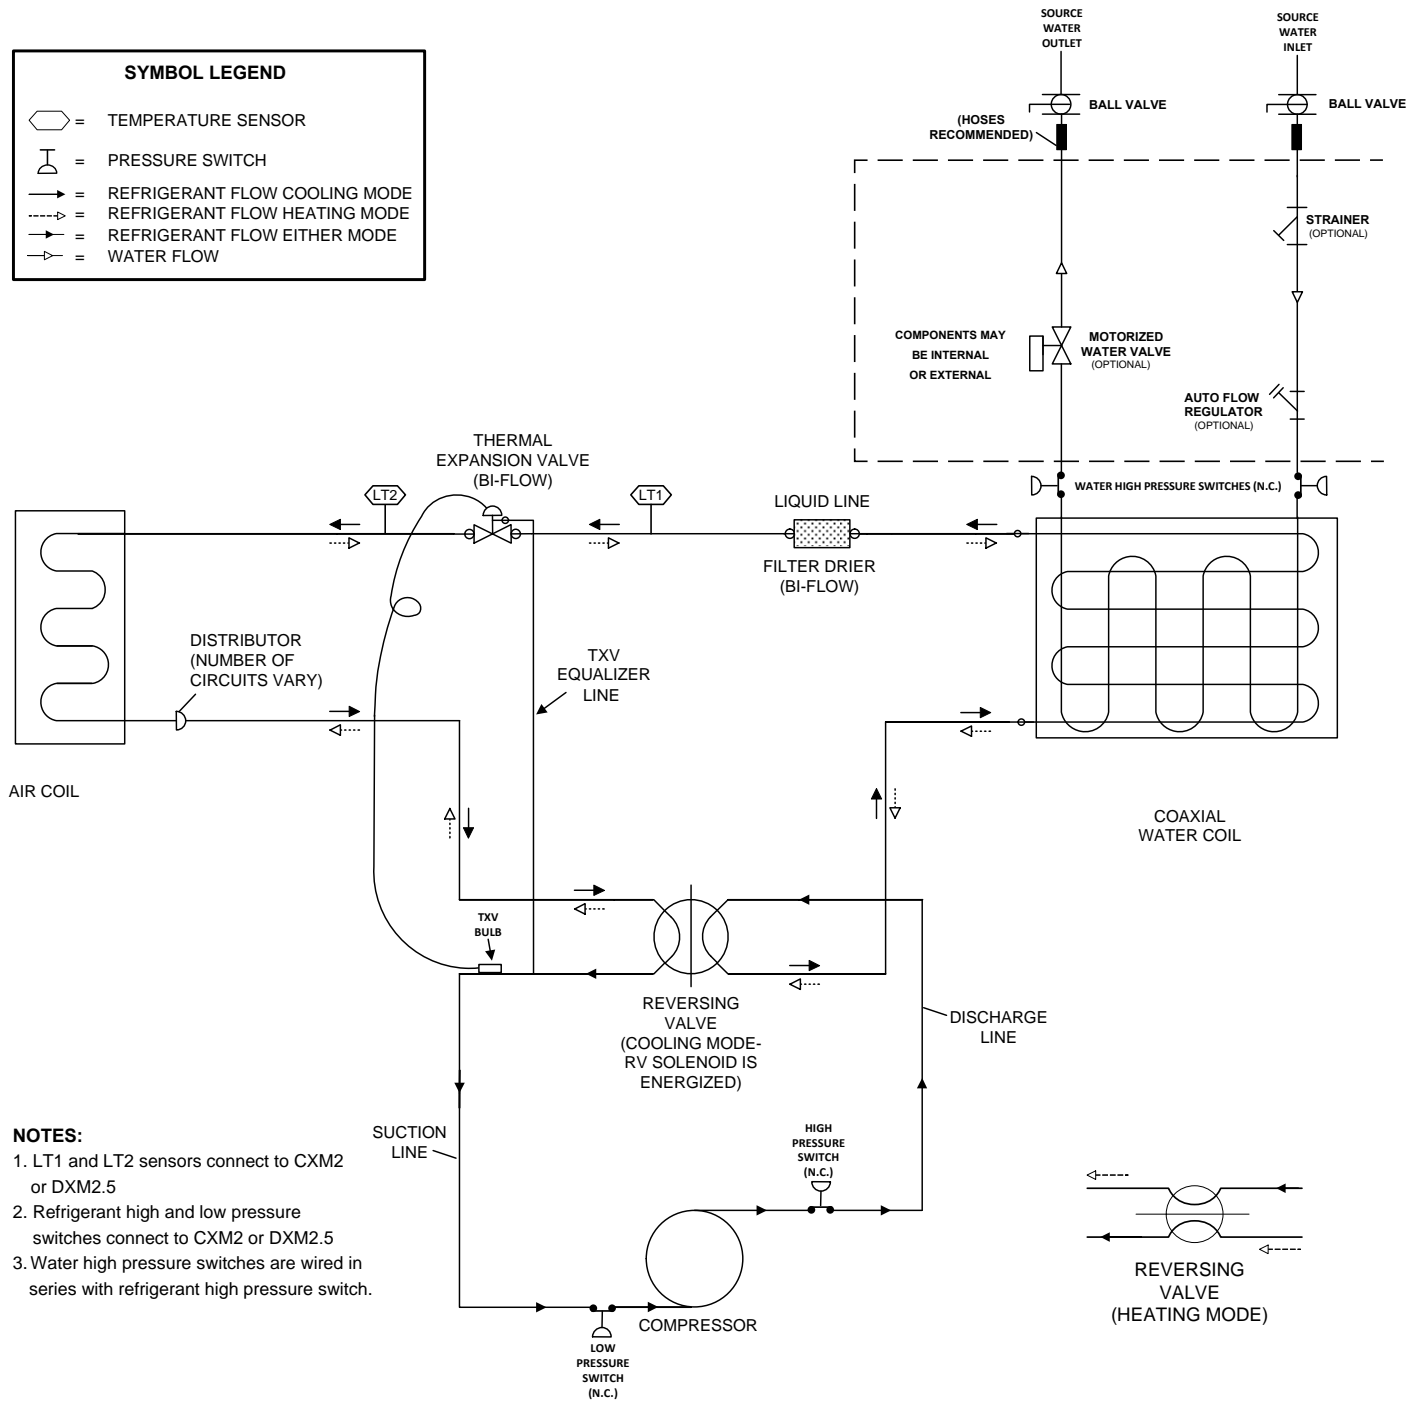 SOURCE
WATER
OUTLET
SOURCE
WATER
INLET
SYMBOL LEGEND
= TEMPERATURE SENSOR
= PRESSURE SWITCH
= REFRIGERANT FLOW COOLING MODE
= REFRIGERANT FLOW HEATING MODE
= REFRIGERANT FLOW EITHER MODE
= WATER FLOW
BALL VALVE
BALL VALVE
(HOSES
RECOMMENDED)
STRAINER
(OPTIONAL)
COMPONENTS MAY
BE INTERNAL
OR EXTERNAL
MOTORIZED
WATER VALVE
(OPTIONAL)
AUTO FLOW
REGULATOR
(OPTIONAL)
THERMAL
EXPANSION VALVE
(BI-FLOW)
LT2
LT1
LIQUID LINE
WATER HIGH PRESSURE SWITCHES (N.C.)
FILTER DRIER
(BI-FLOW)
DISTRIBUTOR
(NUMBER OF
CIRCUITS VARY)
TXV
EQUALIZER
LINE
AIR COIL
COAXIAL
WATER COIL
TXV
BULB
REVERSING
VALVE
(COOLING MODE-
RV SOLENOID IS
ENERGIZED)
DISCHARGE
LINE
SUCTION
LINE
HIGH
PRESSURE
SWITCH
(N.C.)
NOTES:
1. LT1 and LT2 sensors connect to CXM2
or DXM2.5
2. Refrigerant high and low pressure
switches connect to CXM2 or DXM2.5
3. Water high pressure switches are wired in
series with refrigerant high pressure switch.
COMPRESSOR
LOW
PRESSURE
SWITCH
(N.C.)
REVERSING
VALVE
(HEATING MODE)